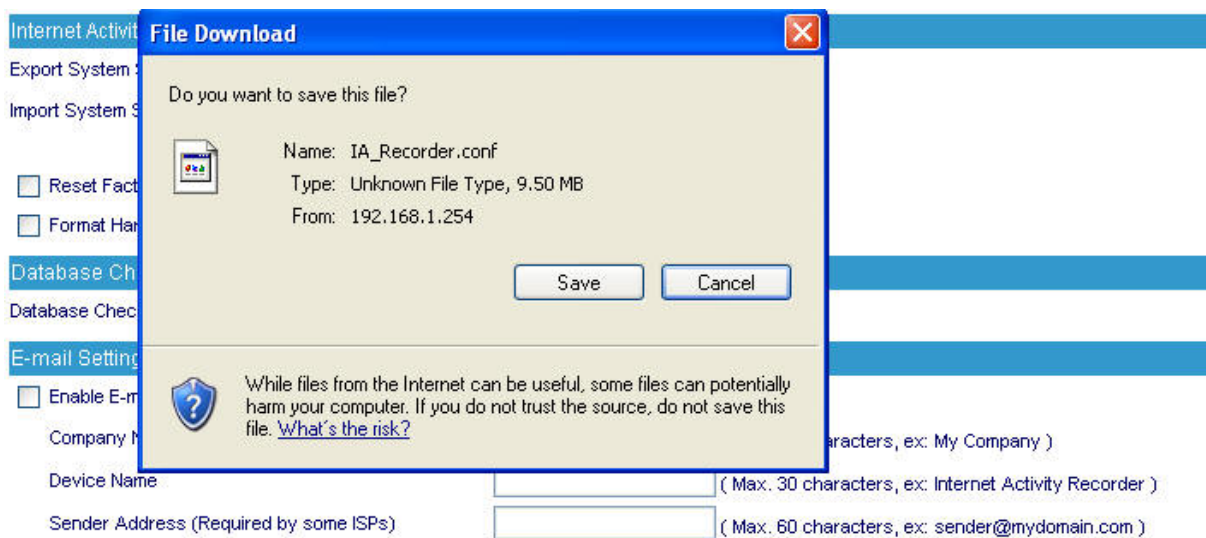 Internet Activit
File Download
Export System
Import System S
Do you want to save this file?
Name: IA_Recorder.conf
Type: Unknown File Type, 9.50 MB
From: 192.168.1.254
Reset Fact
Format Har
Save
Cancel
Database Ch
Database Chec
E-mail Setting
Enable E-m
While files from the Internet can be useful, some files can potentially
harm your computer. If you do not trust the source, do not save this
file. What's the risk?
Company N
aracters, ex: My Company )
Device Name
( Max. 30 characters, ex: Internet Activity Recorder )
Sender Address (Required by some ISPs)
( Max. 60 characters, ex: sender@mydomain.com )